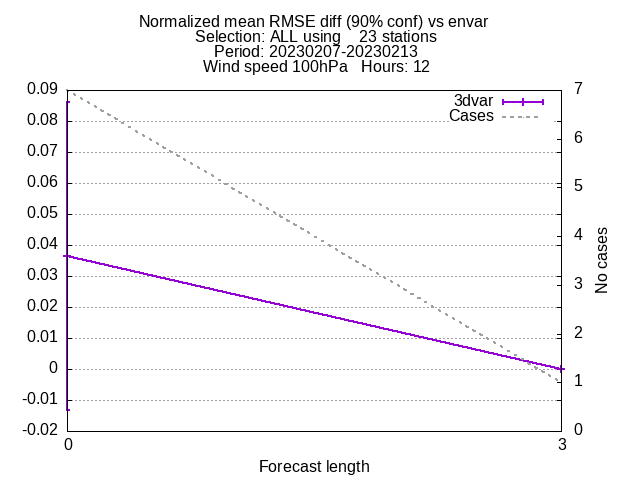 Normalized mean RMSE diff (90% conf) vs envar
Selection: ALL using    23 stations
Period: 20230207-20230213
Wind speed 100hPa   Hours: 12
3dvar
Cases
0.09
0.08
0.07
0.06
0.05
0.04
0.03
0.02
0.01
0
-0.01
-0.02
7
6
5
4
3
2
1
0
No cases
0
3
Forecast length